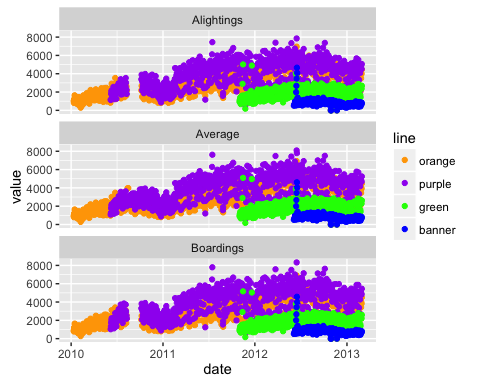 Alightings
8000
6000
4000
2000
0
Average
8000
6000
4000
2000
0
Boardings
8000
6000
4000
2000
0
2010 2011 2012 2013
date
value
line
orange
purple
green
banner